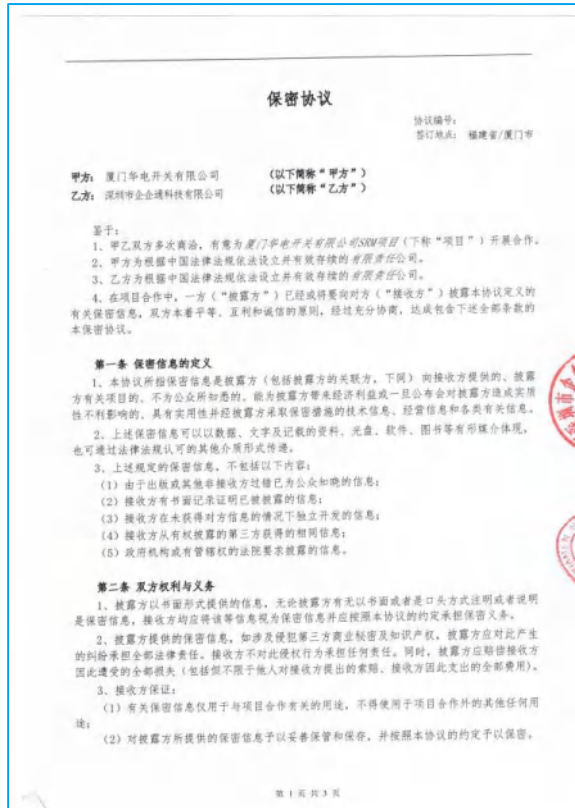 保密协议
协议编号:
签订地点: 福建省/厦门市
甲方: 厦门华电开关有限公司 (以下简称“甲方”)
乙方: 深圳市企企通科技有限公司 (以下简称“乙方”)
鉴于:
1、甲乙双方多次商洽,有意为厦门华电开关有限公司SRM项目(下称“项目”)开展合作。
2、甲方为根据中国法律法规依法设立并有效存续的有限责任公司。
3、乙方为根据中国法律法规依法设立并有效存续的有限责任公司。
4、在项目合作中,一方(“披露方”)已经或将要向对方(“接收方”)披露本协议定义的
有关保密信息,双方本着平等、互利和诚信的原则,经过充分协商,达成包含下述全部条款的
本保密协议。
第一条 保密信息的定义
1、本协议所指保密信息是披露方(包括披露方的关联方,下同)向接收方提供的、披露
方有关项目的、不为公众所知悉的、能为披露方带来经济利益或一旦公布会对披露方造成实质
性不利影响的、具有实用性并经披露方采取保密措施的技术信息、经营信息和各类有关信息。
2、上述保密信息可以以数据、文字及记载的资料、光盘、软件、图书等有形媒介体现,
也可通过法律法规认可的其他介质形式传递。
3、上述规定的保密信息,不包括以下内容:
(1)由于出版或其他非接收方过错已为公众知晓的信息;
(2)接收方有书面记录证明已被披露的信息;
(3)接收方在未获得对方信息的情况下独立开发的信息;
(4)接收方从有权披露的第三方获得的相同信息;
(5)政府机构或有管辖权的法院要求披露的信息。
第二条 双方权利与义务
1、披露方以书面形式提供的信息,无论披露方有无以书面或者是口头方式注明或者说明
是保密信息,接收方均应将该等信息视为保密信息并应按照本协议的约定承担保密义务。
2、披露方提供的保密信息,如涉及侵犯第三方商业秘密及知识产权,披露方应对此产生
的纠纷承担全部法律责任。接收方不对此侵权行为承担任何责任。同时,披露方应赔偿接收方
因此遭受的全部损失(包括但不限于他人对接收方提出的索赔、接收方因此支出的全部费用)。
3、接收方保证:
(1)有关保密信息仅用于与项目合作有关的用途,不得使用于项目合作外的其他任何用
途;
(2)对披露方所提供的保密信息予以妥善保管和保存,并按照本协议的约定予以保密。
第 1 页 共 3 页